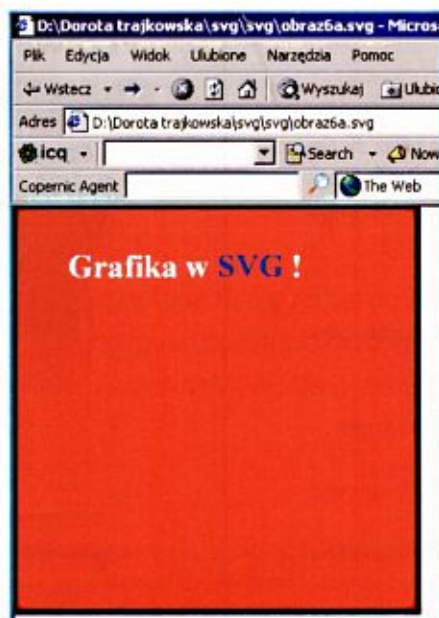 D:\Dorota trajkowska\svg\svg\obraz6a.svg - Micros
Plik Edycja Widok Ulubione Narzędzia Pomoc
Wstecz Wyszukaj Ulubio
Adres D:\Dorota trajkowska\svg\svg\obraz6a.svg
icq Search Now
Copernic Agent The Web
Grafika w SVG !